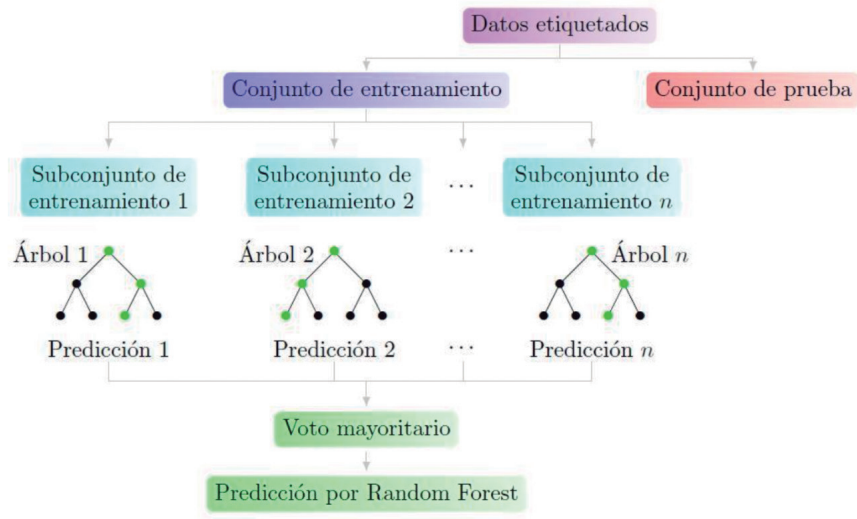 Datos etiquetados
Conjunto de entrenamiento
Conjunto de prueba
Subconjunto de
entrenamiento 1
Subconjunto de
entrenamiento 2
...
Subconjunto de
entrenamiento n
Árbol 1
Árbol 2
...
Árbol n
Predicción 1
Predicción 2
...
Predicción n
Voto mayoritario
Predicción por Random Forest